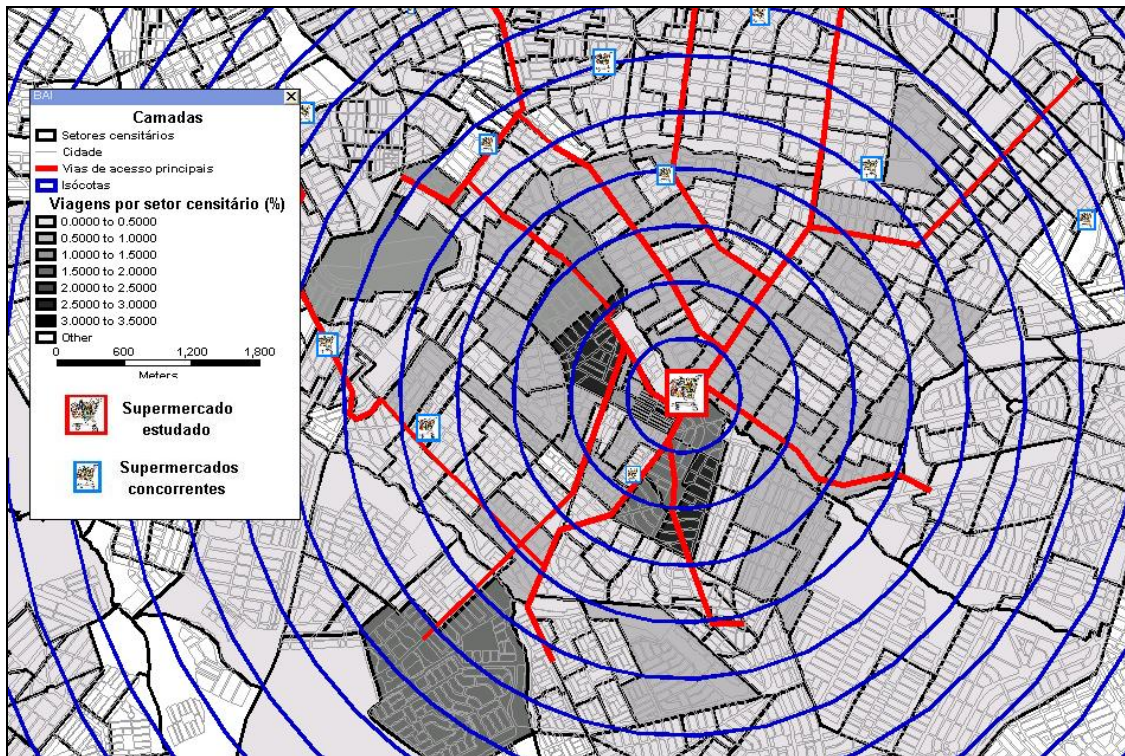 BAI
Camadas
Setores censitários
Cidade
Vias de acesso principais
Isócotas
Viagens por setor censitário (%)
0.0000 to 0.5000
0.5000 to 1.0000
1.0000 to 1.5000
1.5000 to 2.0000
2.0000 to 2.5000
2.5000 to 3.0000
3.0000 to 3.5000
Other
0 600 1,200 1,800
Meters
Supermercado
estudado
Supermercados
concorrentes